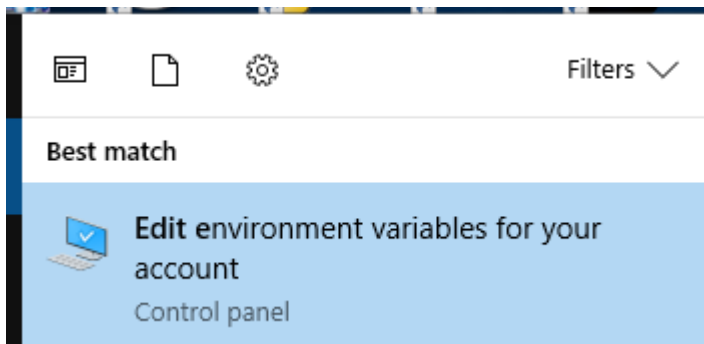 Filters
Best match
Edit environment variables for your
account
Control panel